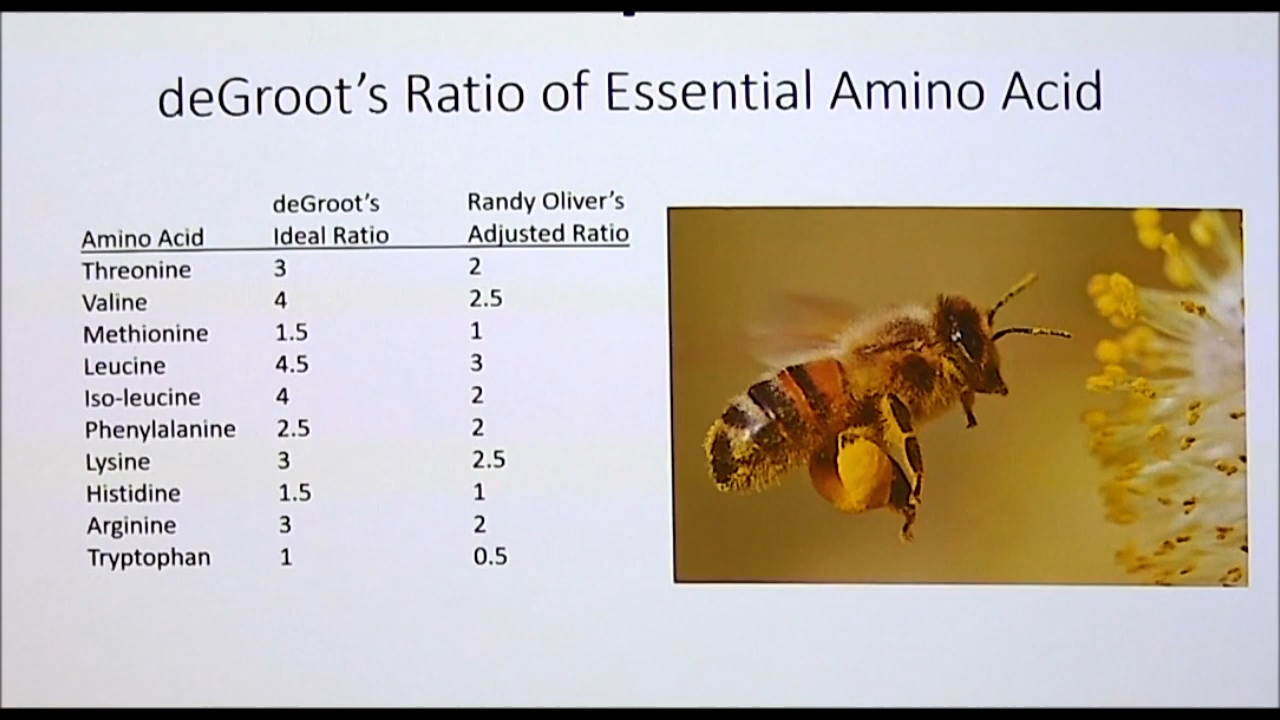 deGroot's Ratio of Essential Amino Acid
deGroot's Randy Oliver's
Amino Acid Ideal Ratio Adjusted Ratio
Threonine 3 2
Valine 4 2.5
Methionine 1.5 1
Leucine 4.5 3
Iso-leucine 4 2
Phenylalanine 2.5 2
Lysine 3 2.5
Histidine 1.5 1
Arginine 3 2
Tryptophan 1 0.5